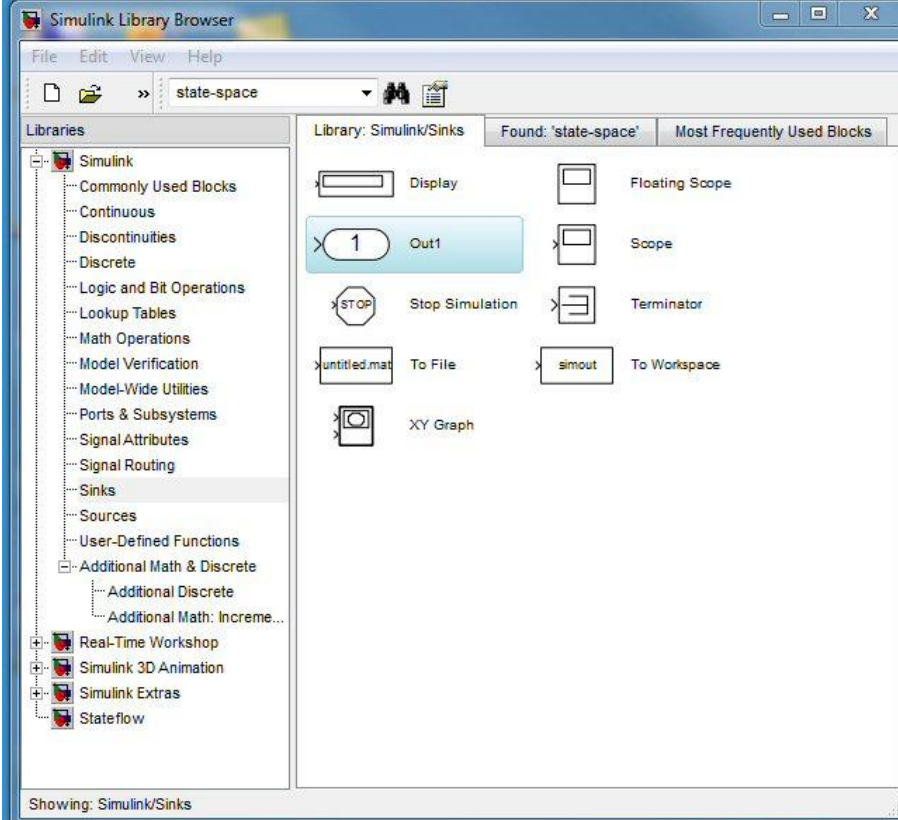 Simulink Library Browser
File Edit View Help
» state-space
Libraries
Simulink
Commonly Used Blocks
Continuous
Discontinuities
Discrete
Logic and Bit Operations
Lookup Tables
Math Operations
Model Verification
Model-Wide Utilities
Ports & Subsystems
Signal Attributes
Signal Routing
Sinks
Sources
User-Defined Functions
Additional Math & Discrete
Additional Discrete
Additional Math: Increme...
Real-Time Workshop
Simulink 3D Animation
Simulink Extras
Stateflow
Library: Simulink/Sinks Found: 'state-space' Most Frequently Used Blocks
Display Floating Scope
1 Out1 Scope
STOP Stop Simulation Terminator
untitled.mat To File simout To Workspace
XY Graph
Showing: Simulink/Sinks